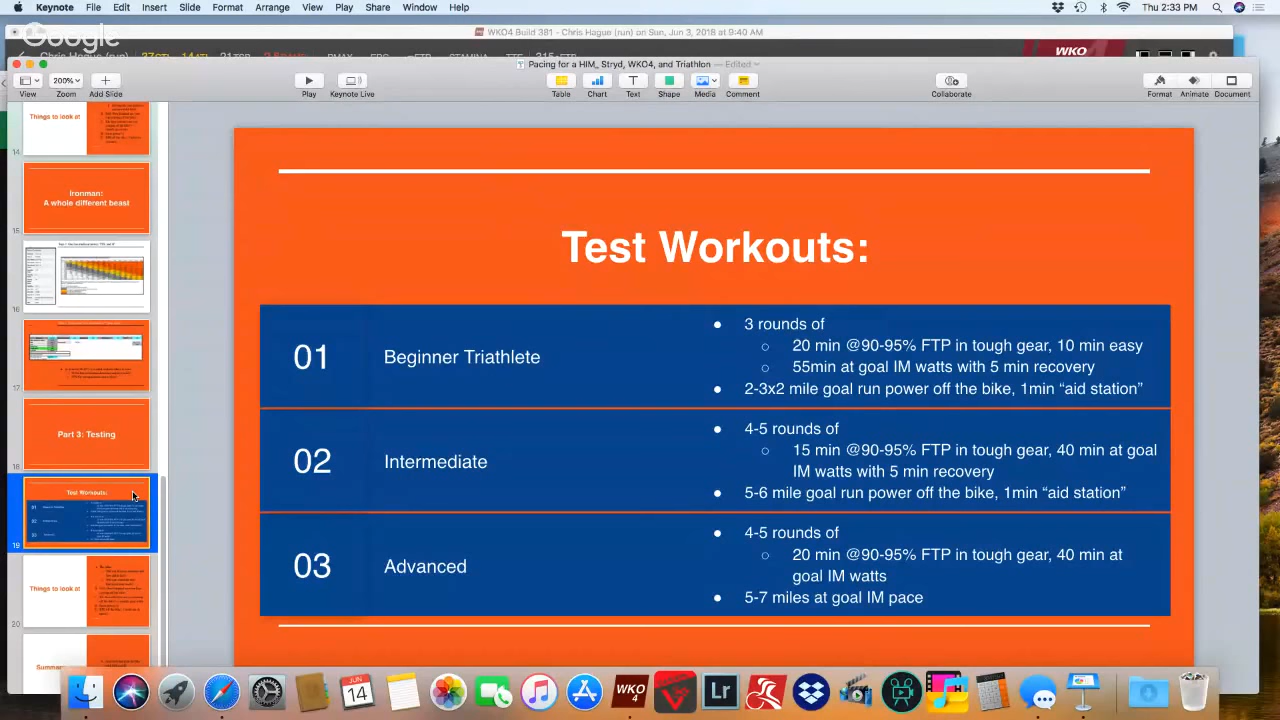 Keynote File Edit Insert Slide Format Arrange View Play Share Window Help Thu 2:33 PM
Google
WKO4 Build 381 - Chris Hague (run) on Sun, Jun 3, 2018 at 9:40 AM
WKO
Pacing for a HIM, Stryd, WKO4, and Triathlon — Edited
200%
View Zoom Add Slide Play Keynote Live Table Chart Text Shape Media Comment Collaborate Format Animate Document
Things to look at
14
Ironman:
A whole different beast
15
16
17
Part 3: Testing
18
Test Workouts:
19
Things to look at
20
Test Workouts:
01 Beginner Triathlete
● 3 rounds of
○ 20 min @90-95% FTP in tough gear, 10 min easy
○ 55min at goal IM watts with 5 min recovery
● 2-3x2 mile goal run power off the bike, 1min “aid station”
02 Intermediate
● 4-5 rounds of
○ 15 min @90-95% FTP in tough gear, 40 min at goal
IM watts with 5 min recovery
● 5-6 mile goal run power off the bike, 1min “aid station”
03 Advanced
● 4-5 rounds of
○ 20 min @90-95% FTP in tough gear, 40 min at
goal IM watts
● 5-7 miles at goal IM pace
JUN
14
WKO
4
Lr